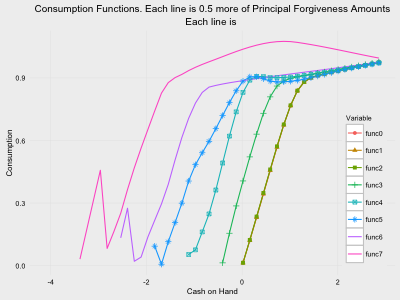 Consumption Functions. Each line is 0.5 more of Principal Forgiveness Amounts
Each line is
Consumption
0.9
0.6
0.3
0.0
-4
-2
0
2
Cash on Hand
Variable
func0
func1
func2
func3
func4
func5
func6
func7